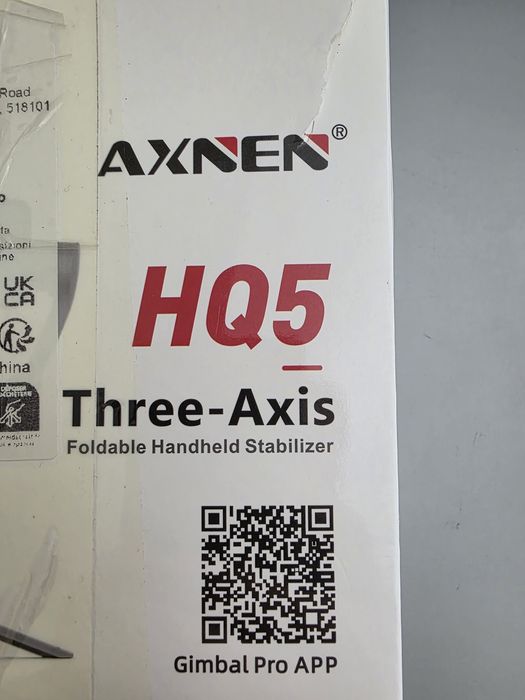 Road
, 518101
AXNEN®
HQ5
Three-Axis
Foldable Handheld Stabilizer
UK
CA
hina
Gimbal Pro APP